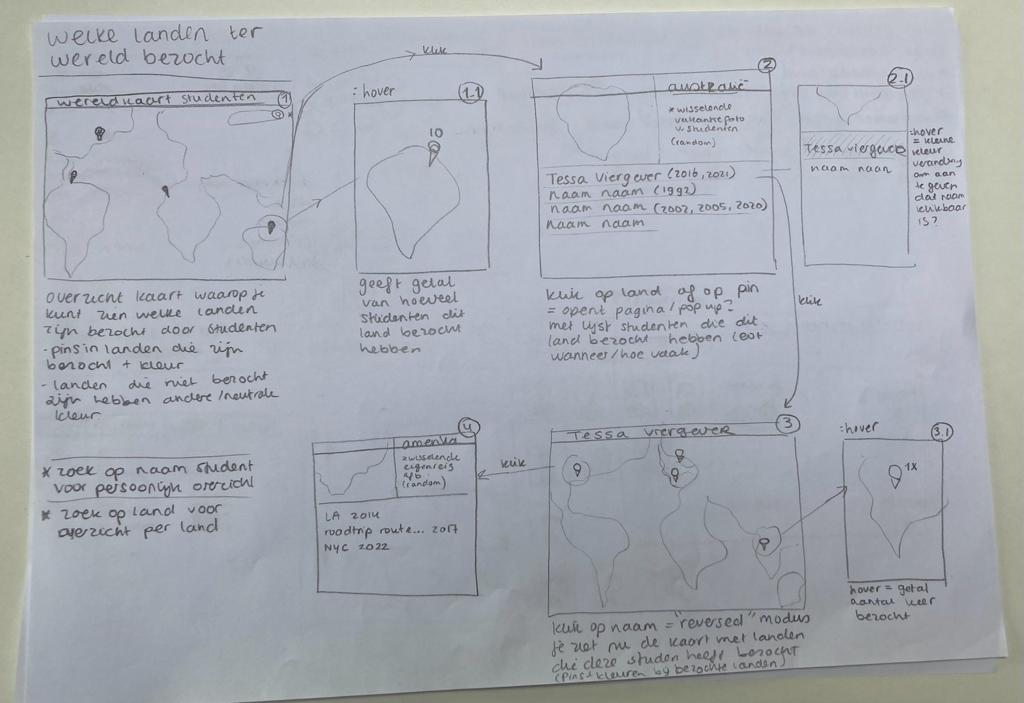 welke landen ter
wereld bezocht
wereldkaart studenten
1
*
overzicht kaart waarop je
kunt zien welke landen
zijn bezocht door studenten
- pins in landen die zijn
bezocht + kleur
- landen die niet bezocht
zijn hebben andere/neutrale
kleur
* zoek op naam student
voor persoonlijk overzicht
* zoek op land voor
overzicht per land
klik
:hover
1.1
10
geeft getal
van hoeveel
studenten dit
land bezocht
hebben
2
australië
* wisselende
vakantiefoto
v studenten
(random)
Tessa Viergever (2016, 2021)
naam naam (1992)
naam naam (2002, 2005, 2020)
naam naam
klik op land of op pin
= opent pagina/pop up?
met lijst studenten die dit
land bezocht hebben (
wanneer/hoe vaak)
2.1
Tessa Viergever
naam naam
:hover
= kleine
kleur
verandering
om aan
te geven
dat naam
klikbaar
is?
klik
3
Tessa Viergever
klik op naam = "reversed" modus
je ziet nu de kaart met landen
die deze studen heeft bezocht
(Pins + kleuren bij bezochte landen)
:hover
3.1
1x
hover = getal
aantal keer
bezocht
klik
4
amerika
* wisselende
eigen reis
afb
(random)
LA 2014
roadtrip route... 2017
NYC 2022